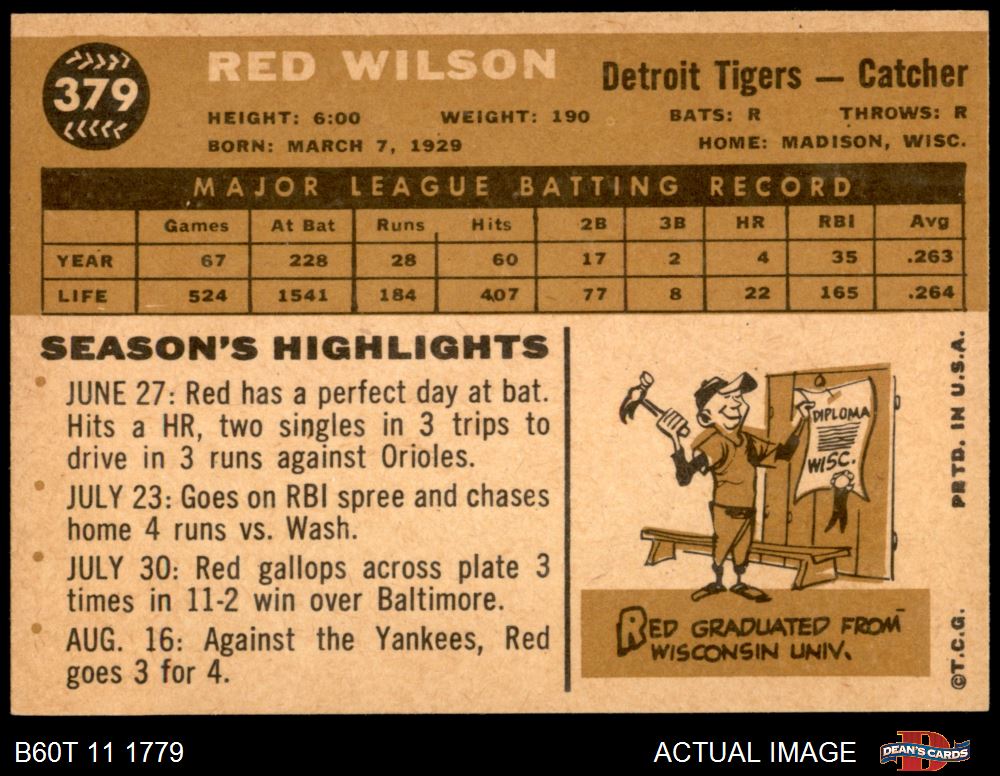 379
RED WILSON
Detroit Tigers — Catcher
HEIGHT: 6:00 WEIGHT: 190 BATS: R THROWS: R
BORN: MARCH 7, 1929 HOME: MADISON, WISC.
MAJOR LEAGUE BATTING RECORD
Games At Bat Runs Hits 2B 3B HR RBI Avg
YEAR 67 228 28 60 17 2 4 35 .263
LIFE 524 1541 184 407 77 8 22 165 .264
SEASON'S HIGHLIGHTS
JUNE 27: Red has a perfect day at bat.
Hits a HR, two singles in 3 trips to
drive in 3 runs against Orioles.
JULY 23: Goes on RBI spree and chases
home 4 runs vs. Wash.
JULY 30: Red gallops across plate 3
times in 11-2 win over Baltimore.
AUG. 16: Against the Yankees, Red
goes 3 for 4.
DIPLOMA
WISC.
RED GRADUATED FROM
WISCONSIN UNIV.
©T.C.G. PRTD. IN U.S.A.
B60T 11 1779
ACTUAL IMAGE
D
DEAN'S CARDS